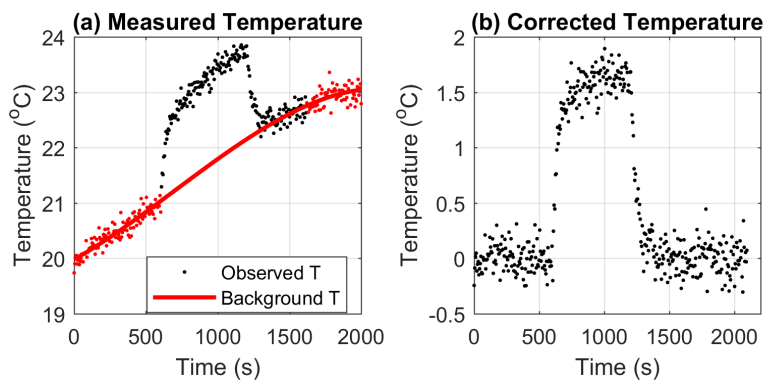 (a) Measured Temperature
24
23
22
21
20
19
Temperature (°C)
0
500
1000
1500
2000
Time (s)
Observed T
Background T
(b) Corrected Temperature
2
1.5
1
0.5
0
-0.5
Temperature (°C)
0
500
1000
1500
2000
Time (s)